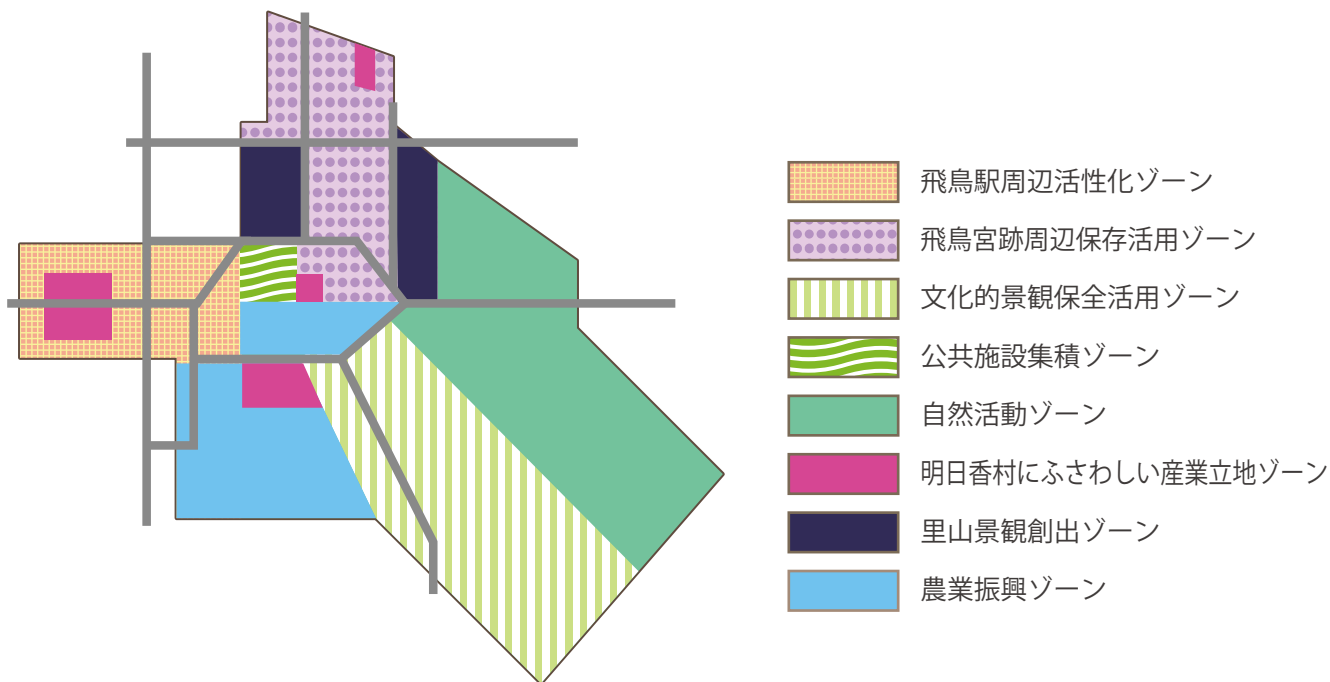 飛鳥駅周辺活性化ゾーン
飛鳥宮跡周辺保存活用ゾーン
文化的景観保全活用ゾーン
公共施設集積ゾーン
自然活動ゾーン
明日香村にふさわしい産業立地ゾーン
里山景観創出ゾーン
農業振興ゾーン